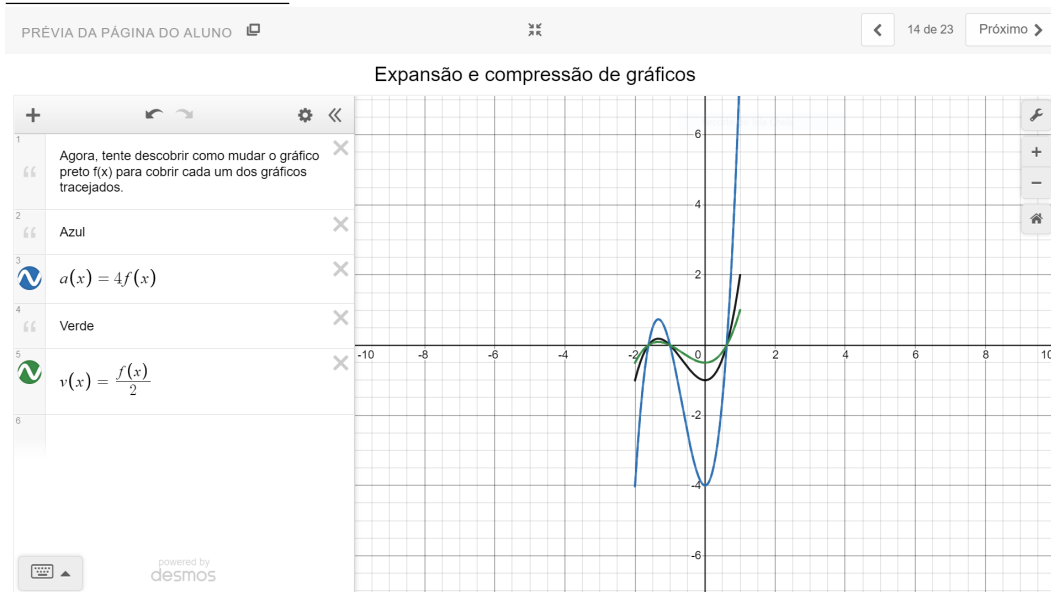 PRÉVIA DA PÁGINA DO ALUNO
14 de 23
Próximo
Expansão e compressão de gráficos
1
Agora, tente descobrir como mudar o gráfico
preto f(x) para cobrir cada um dos gráficos
tracejados.
2
Azul
3
a(x) = 4f(x)
4
Verde
5
v(x) = f(x)/2
6
powered by
desmos
6
4
2
-10 -8 -6 -4 -2 0 2 4 6 8 10
-2
-4
-6